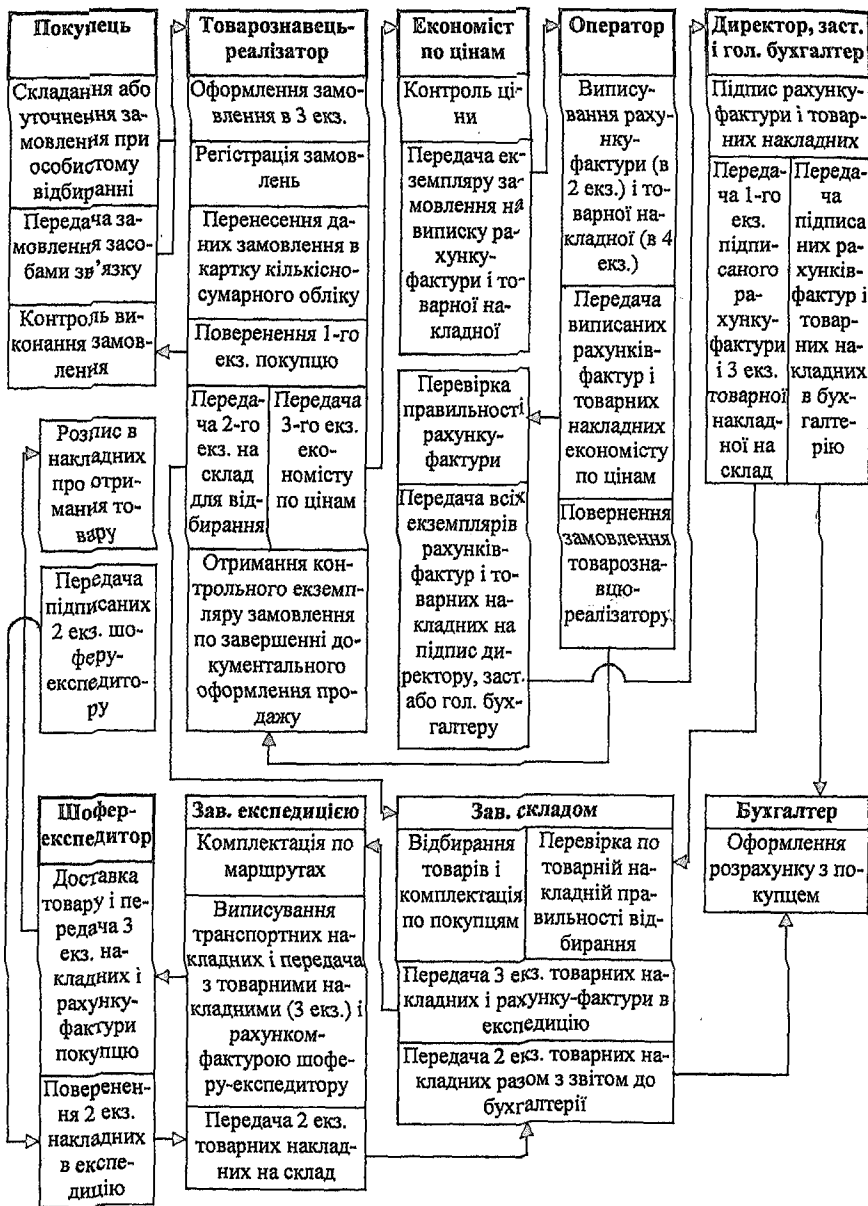 Покупець
Складання або
уточнення за-
мовлення при
особистому
відбиранні
Передача за-
мовлення засо-
бами зв’язку
Контроль ви-
конання замов-
лення
Розпис в
накладних
про отри-
мання то-
вару
Передача
підписаних
2 екз. шо-
феру-
експедито-
ру
Товарознавець-
реалізатор
Оформлення замо-
влення в 3 екз.
Регістрація замов-
лень
Перенесення да-
них замовлення в
картку кількісно-
сумарного обліку
Поверенення 1-го
екз. покупцю
Переда-
ча 2-го
екз. на
склад
для від-
бирання
Передача
3-го екз.
еко-
номісту
по цінам
Отримання кон-
трольного екземп-
ляру замовлення
по завершенні до-
кументального
оформлення про-
дажу
Економіст
по цінам
Контроль ці-
ни
Передача ек-
земпляру за-
мовлення на
виписку ра-
хунку-
фактури і то-
варної на-
кладної
Перевірка
правильності
рахунку-
фактури
Передача всіх
екземплярів
рахунків-
фактур і то-
варних на-
кладних на
підпис ди-
ректору, заст.
або гол. бух-
галтеру
Оператор
Випису-
вання раху-
нку-
фактури (в
2 екз.) і то-
варної на-
кладної (в 4
екз.)
Передача
виписаних
рахунків-
фактур і
товарних
накладних
економісту
по цінам
Повернення
замовлення
товарозна-
вцю-
реалізатору
Директор, заст.
і гол. бухгалтер
Підпис рахунку-
фактури і товар-
них накладних
Переда-
ча 1-го
екз.
підпи-
саного
ра-
хунку-
фактури
і 3 екз.
товарної
наклад-
ної на
склад
Переда-
ча
підписа
них ра-
хунків-
фактур і
товар-
них на-
кладних
в бух-
галте-
рію
Шофер-
експедитор
Доставка
товару і пе-
редача 3
екз. на-
кладних і
рахунку-
фактури
покупцю
Поверенен-
ня 2 екз.
накладних
в експе-
дицію
Зав. експедицією
Комплектація по
маршрутах
Виписування
транспортних на-
кладних і передача
з товарними на-
кладними (3 екз.) і
рахунком-
фактурою шофе-
ру-експедитору
Передача 2 екз.
товарних наклад-
них на склад
Зав. складом
Відбирання
товарів і
комплектація
по покупцям
Перевірка по
товарній на-
кладній пра-
вильності від-
бирання
Передача 3 екз. товарних на-
кладних і рахунку-фактури в
експедицію
Передача 2 екз. товарних на-
кладних разом з звітом до
бухгалтерії
Бухгалтер
Оформлення
розрахунку з по-
купцем